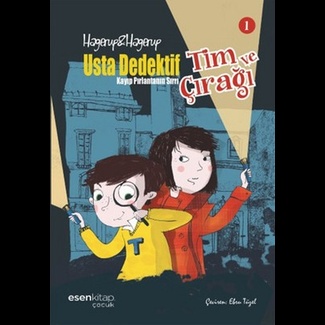 1
Hagerup&Hagerup
Usta Dedektif
Tim ve
Çırağı
Kayıp Pırlantanın Sırrı
T
esenkitap
çocuk
Çeviren: Ebru Tüzel